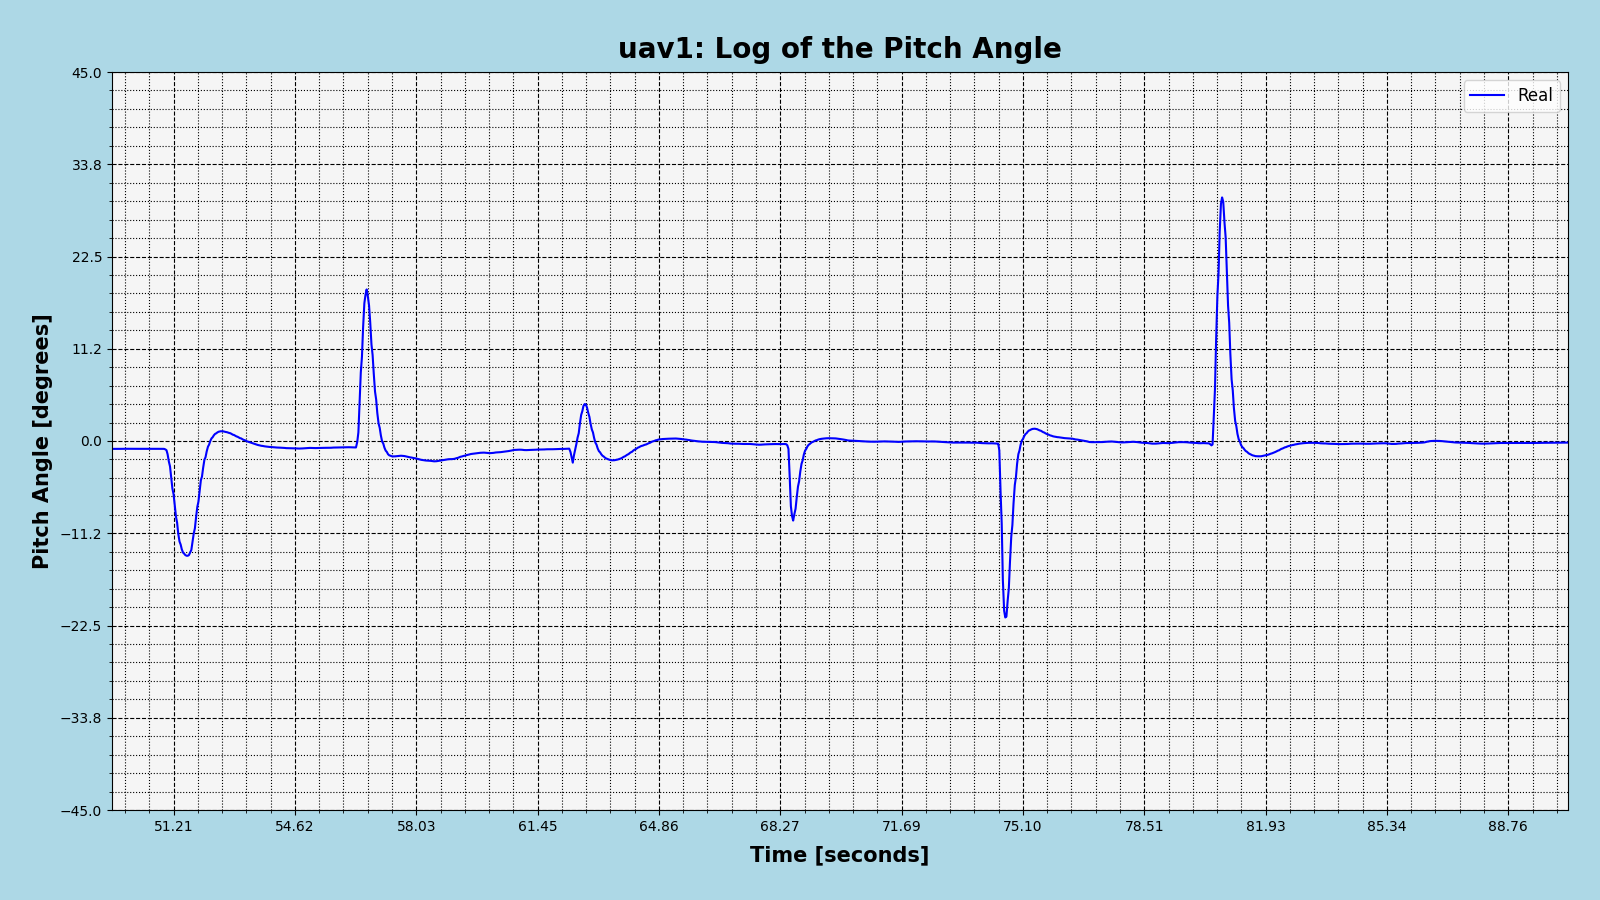 uav1: Log of the Pitch Angle
45.0
Real
33.8
22.5
11.2
0.0
−11.2
−22.5
−33.8
−45.0
Pitch Angle [degrees]
51.21 54.62 58.03 61.45 64.86 68.27 71.69 75.10 78.51 81.93 85.34 88.76
Time [seconds]